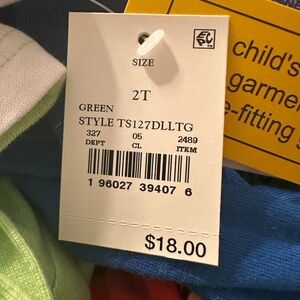 SIZE
2T
GREEN
STYLE TS127DLLTG
327 05 2489
DEPT CL ITEM
1 96027 39407 6
$18.00
child's
garme
e-fitting